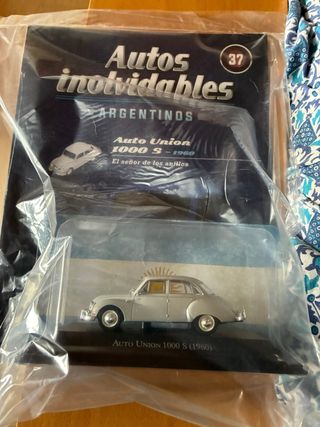 Autos
inolvidables
ARGENTINOS
37
Auto Union
1000 S - 1960
El señor de los anillos
AUTO UNION 1000 S (1960)